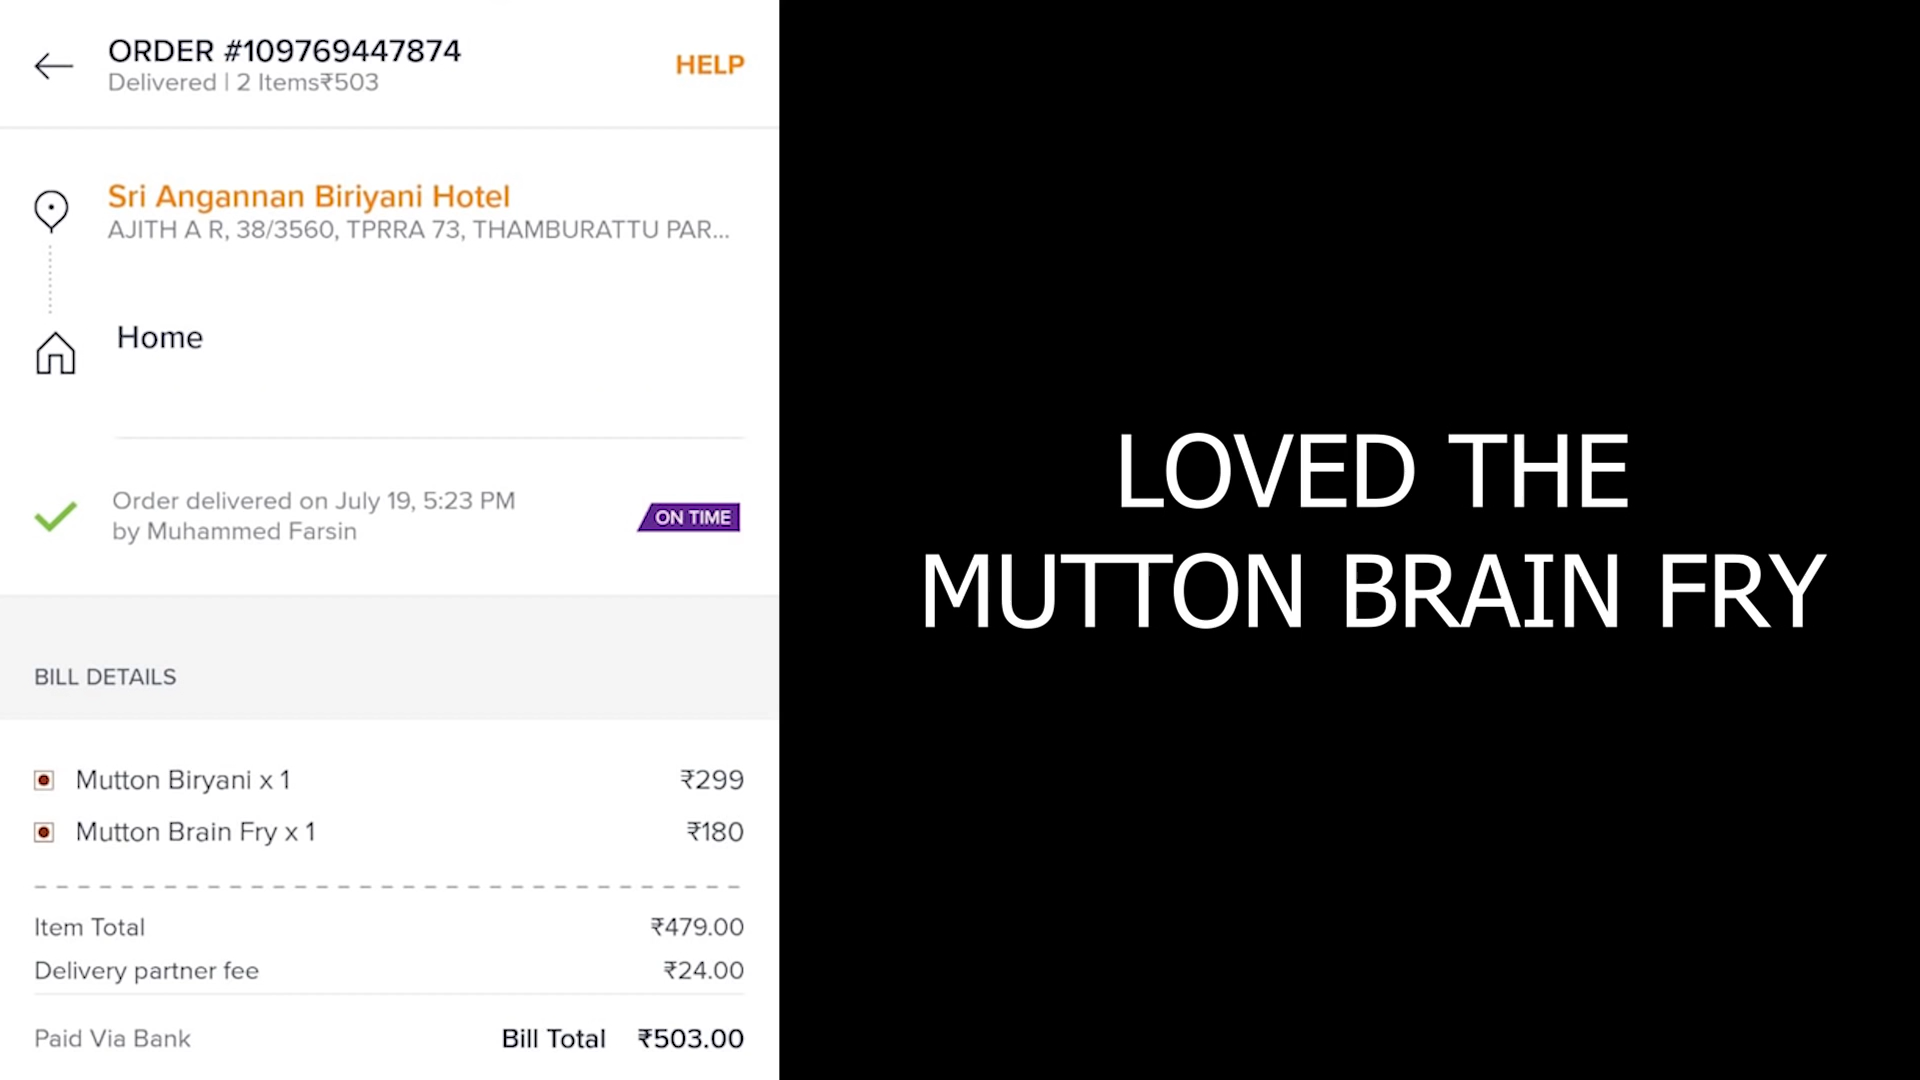 ORDER #109769447874
Delivered | 2 Items₹503
HELP
Sri Angannan Biriyani Hotel
AJITH A R, 38/3560, TPRRA 73, THAMBURATTU PAR...
Home
Order delivered on July 19, 5:23 PM
by Muhammed Farsin
ON TIME
BILL DETAILS
Mutton Biryani x 1 ₹299
Mutton Brain Fry x 1 ₹180
Item Total ₹479.00
Delivery partner fee ₹24.00
Paid Via Bank Bill Total ₹503.00
LOVED THE
MUTTON BRAIN FRY